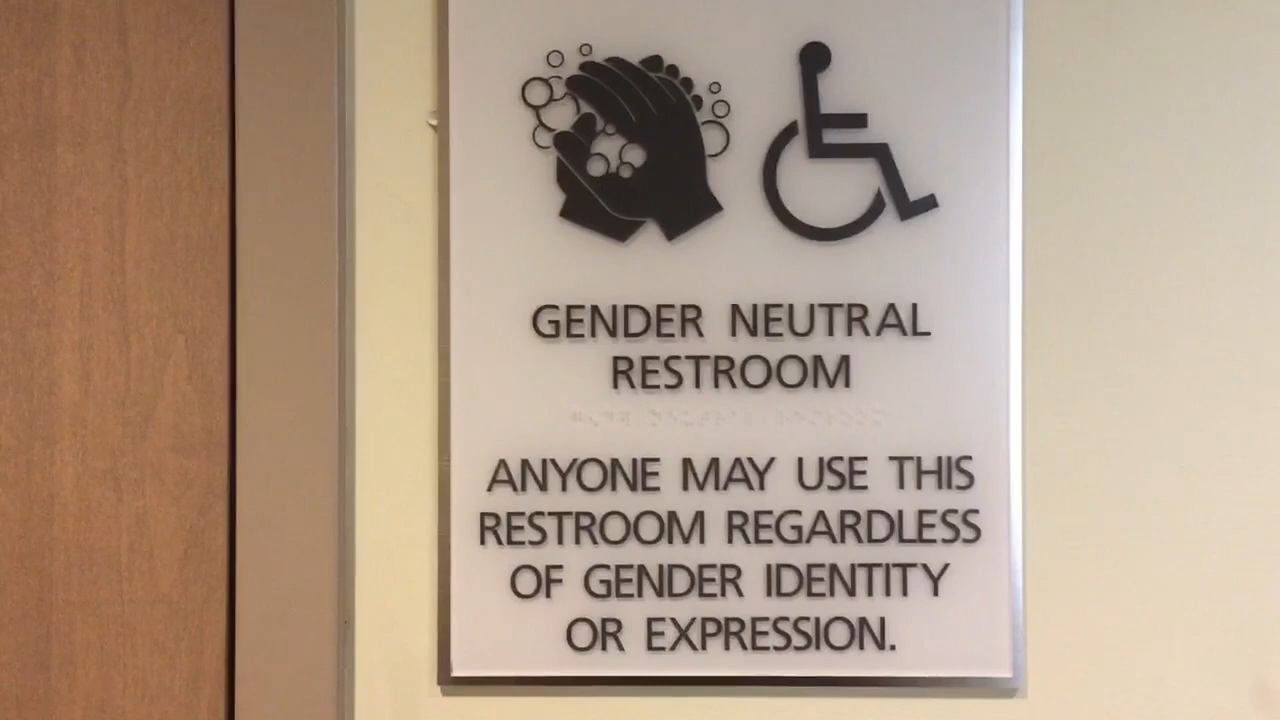 GENDER NEUTRAL
RESTROOM
ANYONE MAY USE THIS
RESTROOM REGARDLESS
OF GENDER IDENTITY
OR EXPRESSION.